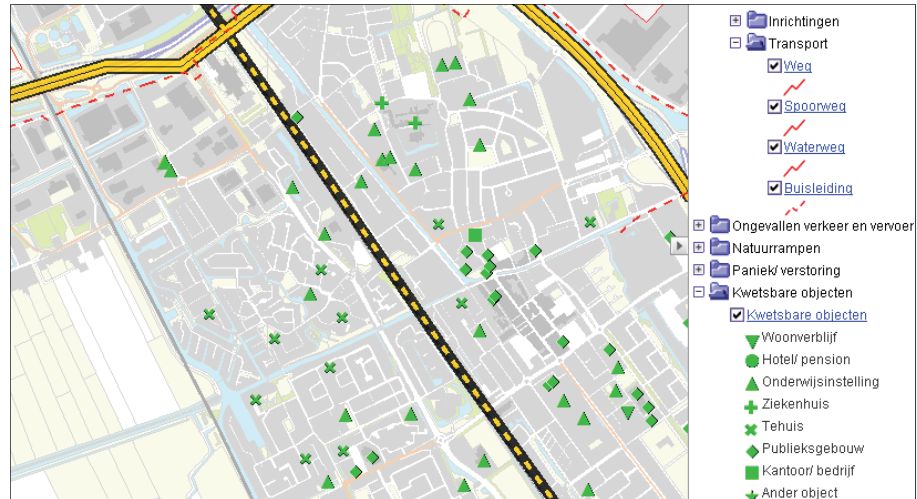 Inrichtingen
Transport
Weg
Spoorweg
Waterweg
Buisleiding
Ongevallen verkeer en vervoer
Natuurrampen
Paniek/ verstoring
Kwetsbare objecten
Kwetsbare objecten
Woonverblijf
Hotel/ pension
Onderwijsinstelling
Ziekenhuis
Tehuis
Publieksgebouw
Kantoor/ bedrijf
Ander object